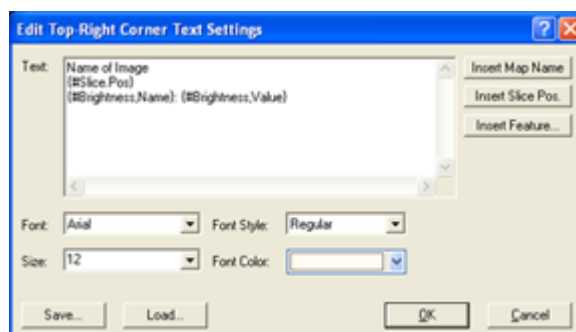 Edit Top-Right Corner Text Settings
Text:
Name of Image
{#Slice.Pos}
{#Brightness,Name}: {#Brightness,Value}
Insert Map Name
Insert Slice Pos.
Insert Feature...
Font: Arial Font Style: Regular
Size: 12 Font Color:
Save... Load... OK Cancel